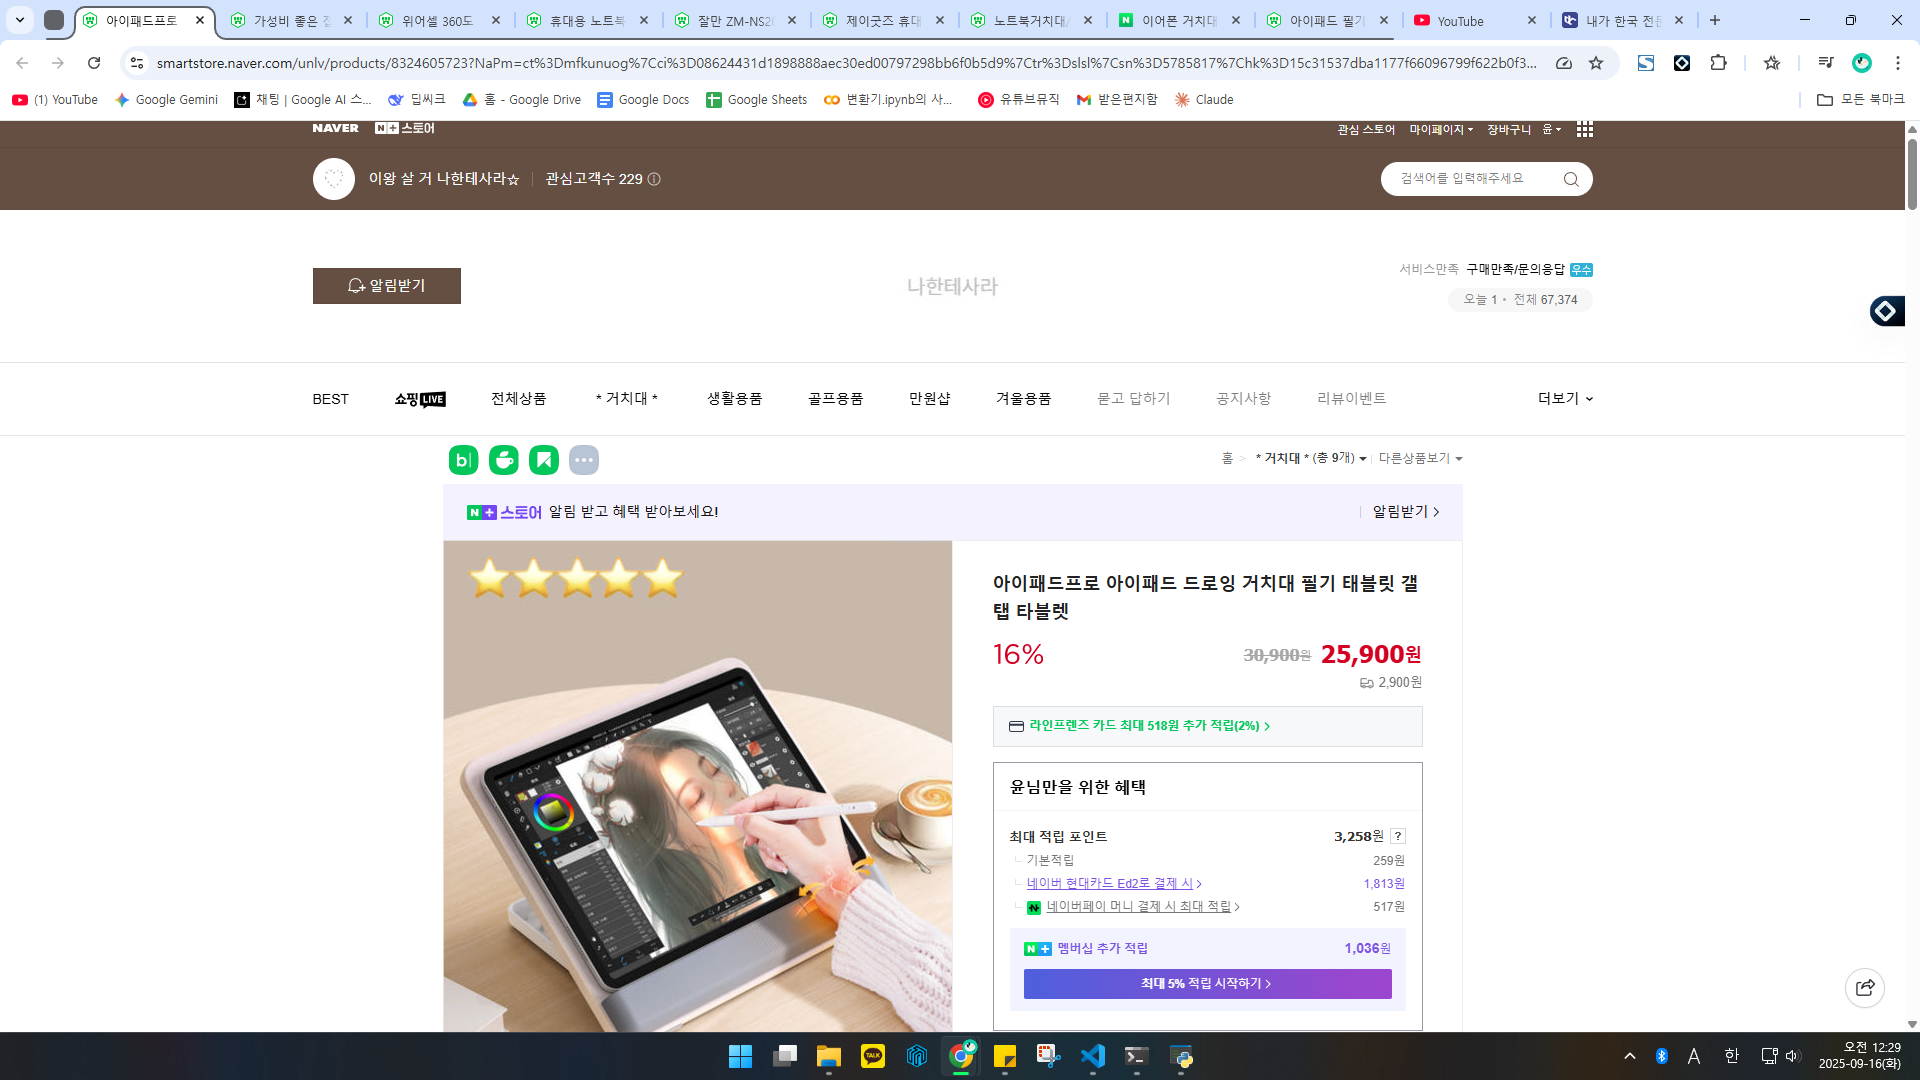 아이패드프로
가성비 좋은 접
위어셀 360도
휴대용 노트북
잘만 ZM-NS20
제이굿즈 휴대
노트북거치대/
이어폰 거치대
아이패드 필기
YouTube
내가 한국 전문
smartstore.naver.com/unlv/products/8324605723?NaPm=ct%3Dmfkunuog%7Cci%3D08624431d1898888aec30ed00797298bb6f0b5d9%7Ctr%3Dslsl%7Csn%3D5785817%7Chk%3D15c31537dba1177f66096799f622b0f3...
(1) YouTube
Google Gemini
채팅 | Google AI 스...
딥씨크
홈 - Google Drive
Google Docs
Google Sheets
변환기.ipynb의 사...
유튜브뮤직
받은편지함
Claude
모든 북마크
NAVER
N+스토어
관심 스토어
마이페이지
장바구니
윤
이왕 살 거 나한테사라☆
관심고객수 229
검색어를 입력해주세요
알림받기
나한테사라
서비스만족 구매만족/문의응답 우수
오늘 1 • 전체 67,374
BEST
쇼핑LIVE
전체상품
* 거치대 *
생활용품
골프용품
만원샵
겨울용품
묻고 답하기
공지사항
리뷰이벤트
더보기
b|
홈 > * 거치대 * (총 9개)
다른상품보기
N+스토어 알림 받고 혜택 받아보세요!
알림받기 >
아이패드프로 아이패드 드로잉 거치대 필기 태블릿 갤
탭 타블렛
16%
30,900원 25,900원
2,900원
라인프렌즈 카드 최대 518원 추가 적립(2%) >
윤님만을 위한 혜택
최대 적립 포인트
3,258원 ?
기본적립
259원
네이버 현대카드 Ed2로 결제 시 >
1,813원
네이버페이 머니 결제 시 최대 적립 >
517원
N+ 멤버십 추가 적립
1,036원
최대 5% 적립 시작하기 >
TALK
A
한
오전 12:29
2025-09-16(화)